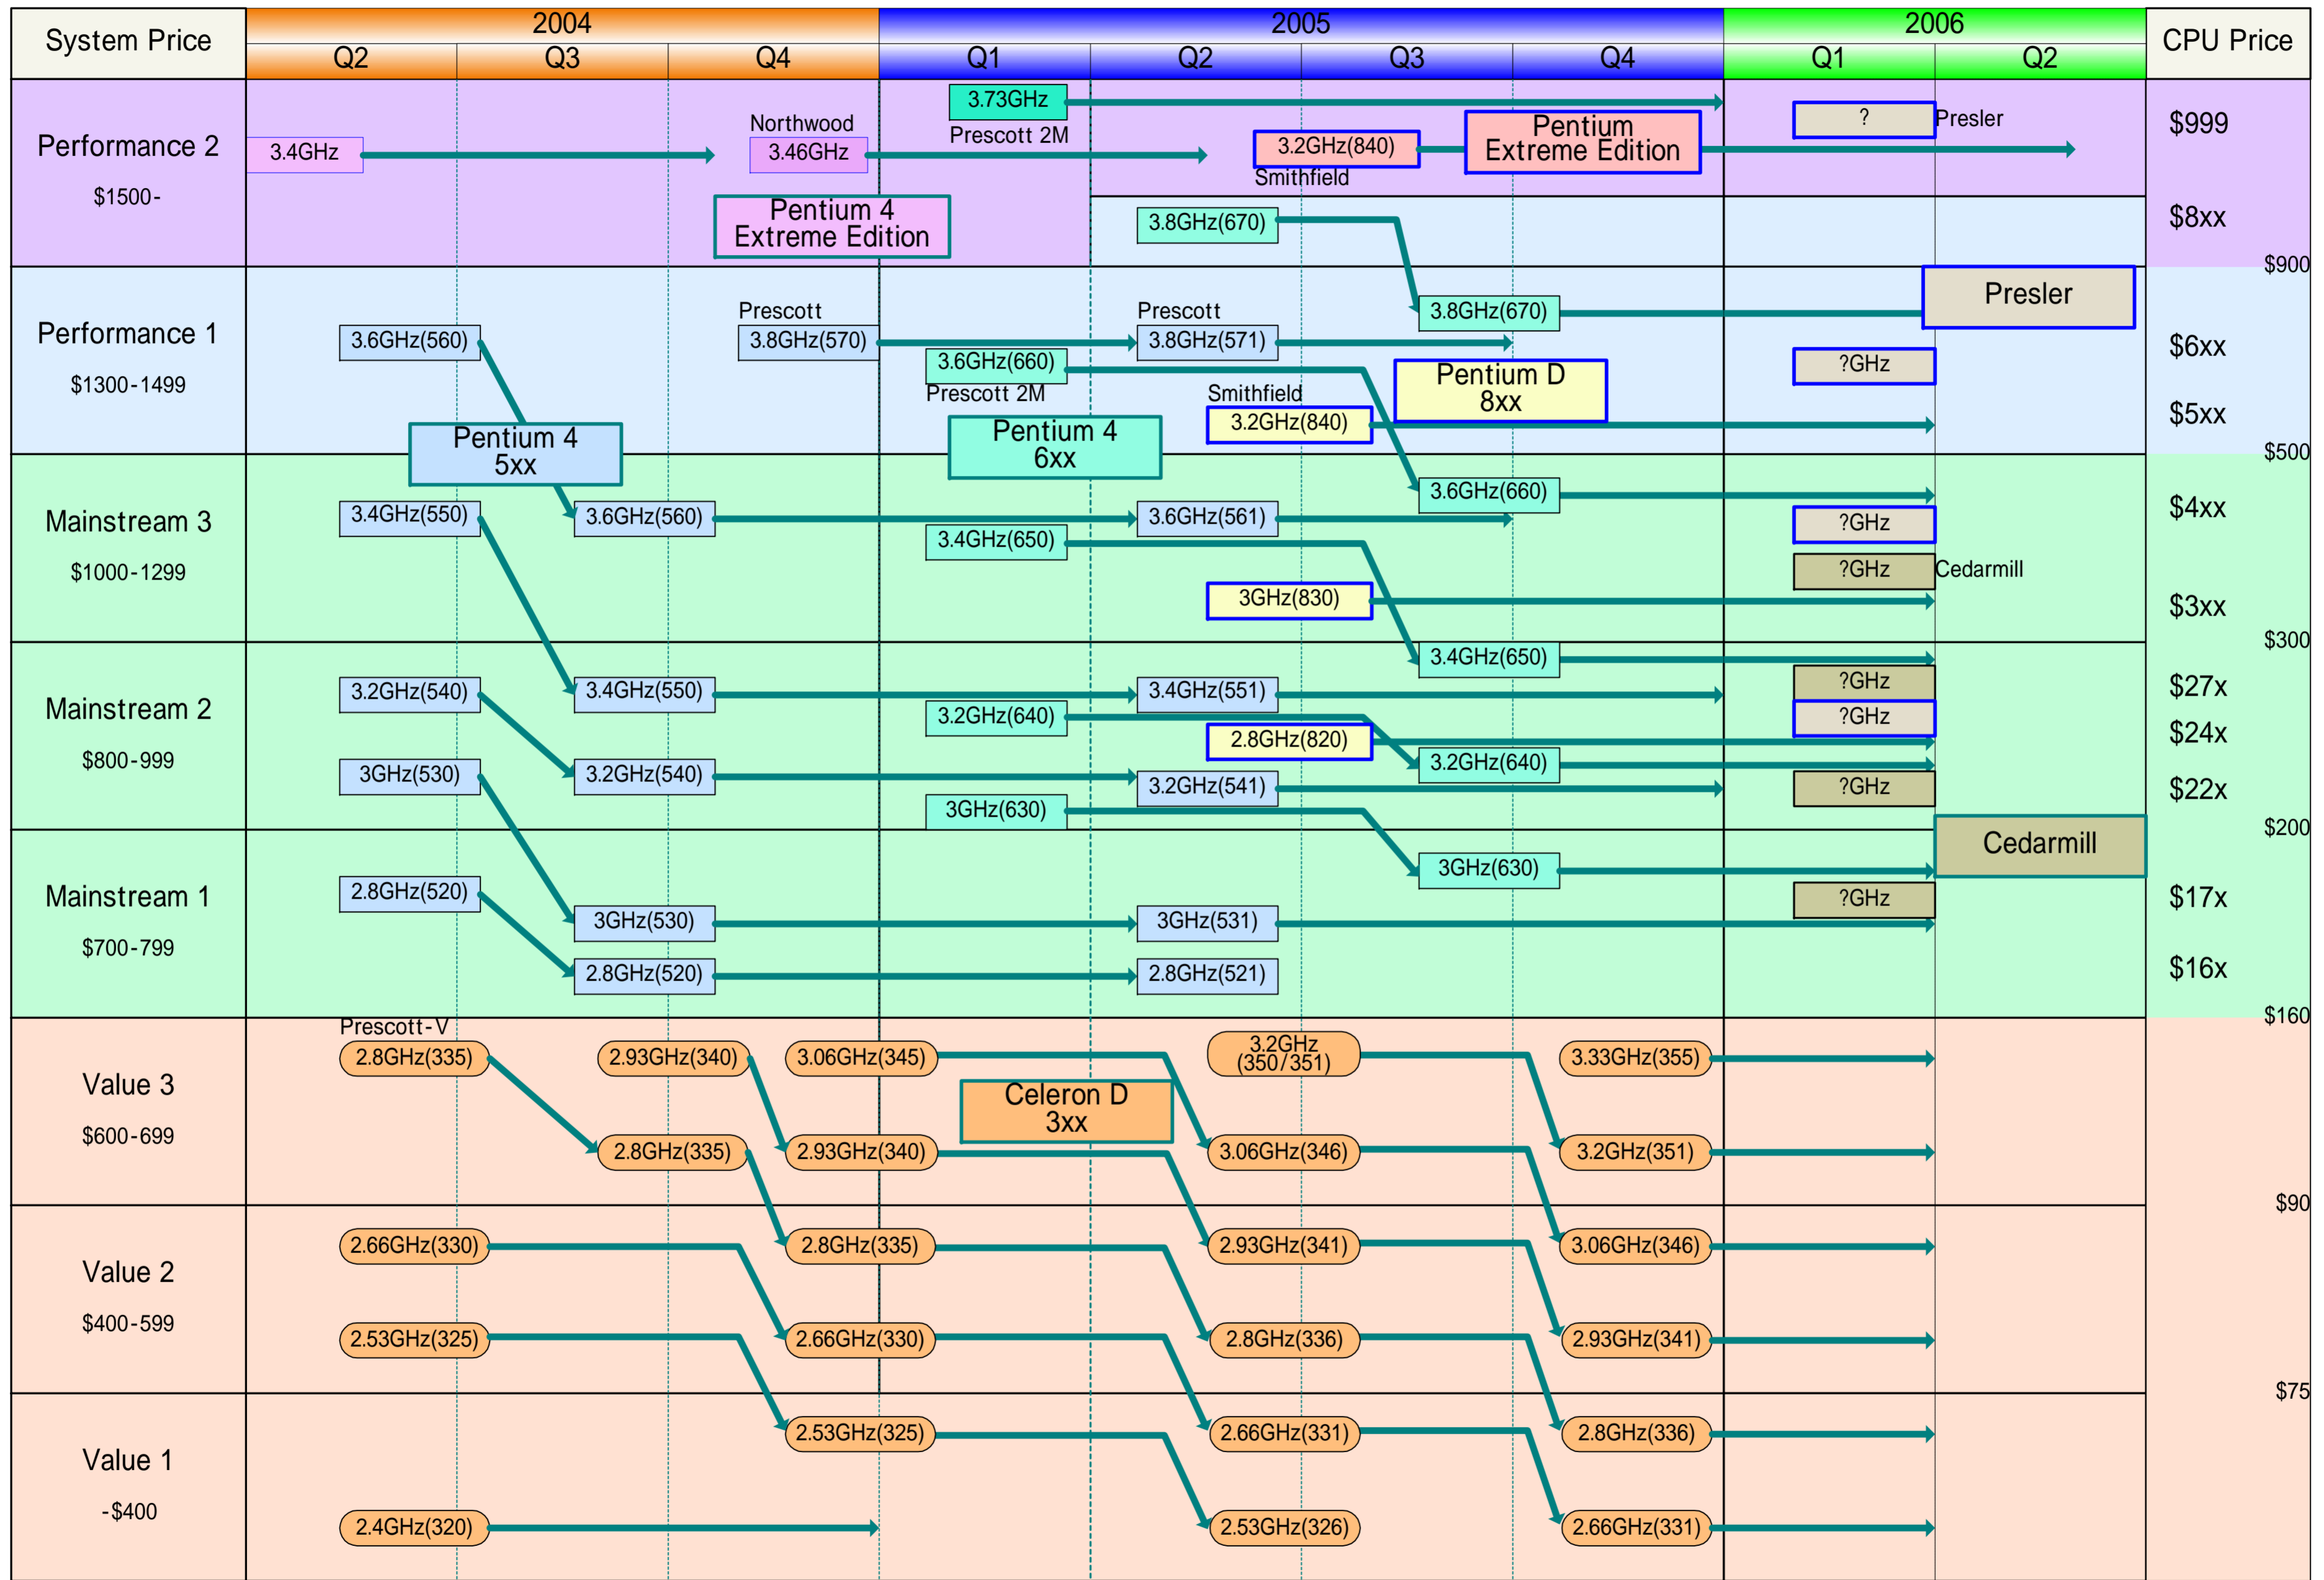 System Price
2004
2005
2006
CPU Price
Q2
Q3
Q4
Q1
Q2
Q3
Q4
Q1
Q2
Performance 2
$1500-
3.4GHz
Northwood
3.46GHz
3.73GHz
Prescott 2M
3.2GHz(840)
Smithfield
Pentium
Extreme Edition
?
Presler
$999
Pentium 4
Extreme Edition
3.8GHz(670)
$8xx
$900
Performance 1
$1300-1499
3.6GHz(560)
Prescott
3.8GHz(570)
3.6GHz(660)
Prescott 2M
Prescott
3.8GHz(571)
3.8GHz(670)
Presler
Smithfield
3.2GHz(840)
Pentium D
8xx
?GHz
$6xx
$5xx
Pentium 4
5xx
Pentium 4
6xx
$500
Mainstream 3
$1000-1299
3.4GHz(550)
3.6GHz(560)
3.4GHz(650)
3.6GHz(561)
3.6GHz(660)
3GHz(830)
?GHz
?GHz
Cedarmill
$4xx
$3xx
$300
Mainstream 2
$800-999
3.2GHz(540)
3.4GHz(550)
3.4GHz(551)
3.4GHz(650)
?GHz
$27x
3.2GHz(640)
2.8GHz(820)
?GHz
$24x
3GHz(530)
3.2GHz(540)
3GHz(630)
3.2GHz(541)
3.2GHz(640)
?GHz
$22x
$200
Mainstream 1
$700-799
2.8GHz(520)
3GHz(530)
3GHz(531)
3GHz(630)
?GHz
Cedarmill
$17x
2.8GHz(520)
2.8GHz(521)
$16x
$160
Value 3
$600-699
Prescott-V
2.8GHz(335)
2.93GHz(340)
3.06GHz(345)
3.2GHz
(350/351)
3.33GHz(355)
Celeron D
3xx
2.8GHz(335)
2.93GHz(340)
3.06GHz(346)
3.2GHz(351)
$90
Value 2
$400-599
2.66GHz(330)
2.8GHz(335)
2.93GHz(341)
3.06GHz(346)
2.53GHz(325)
2.66GHz(330)
2.8GHz(336)
2.93GHz(341)
$75
Value 1
-$400
2.53GHz(325)
2.66GHz(331)
2.8GHz(336)
2.4GHz(320)
2.53GHz(326)
2.66GHz(331)